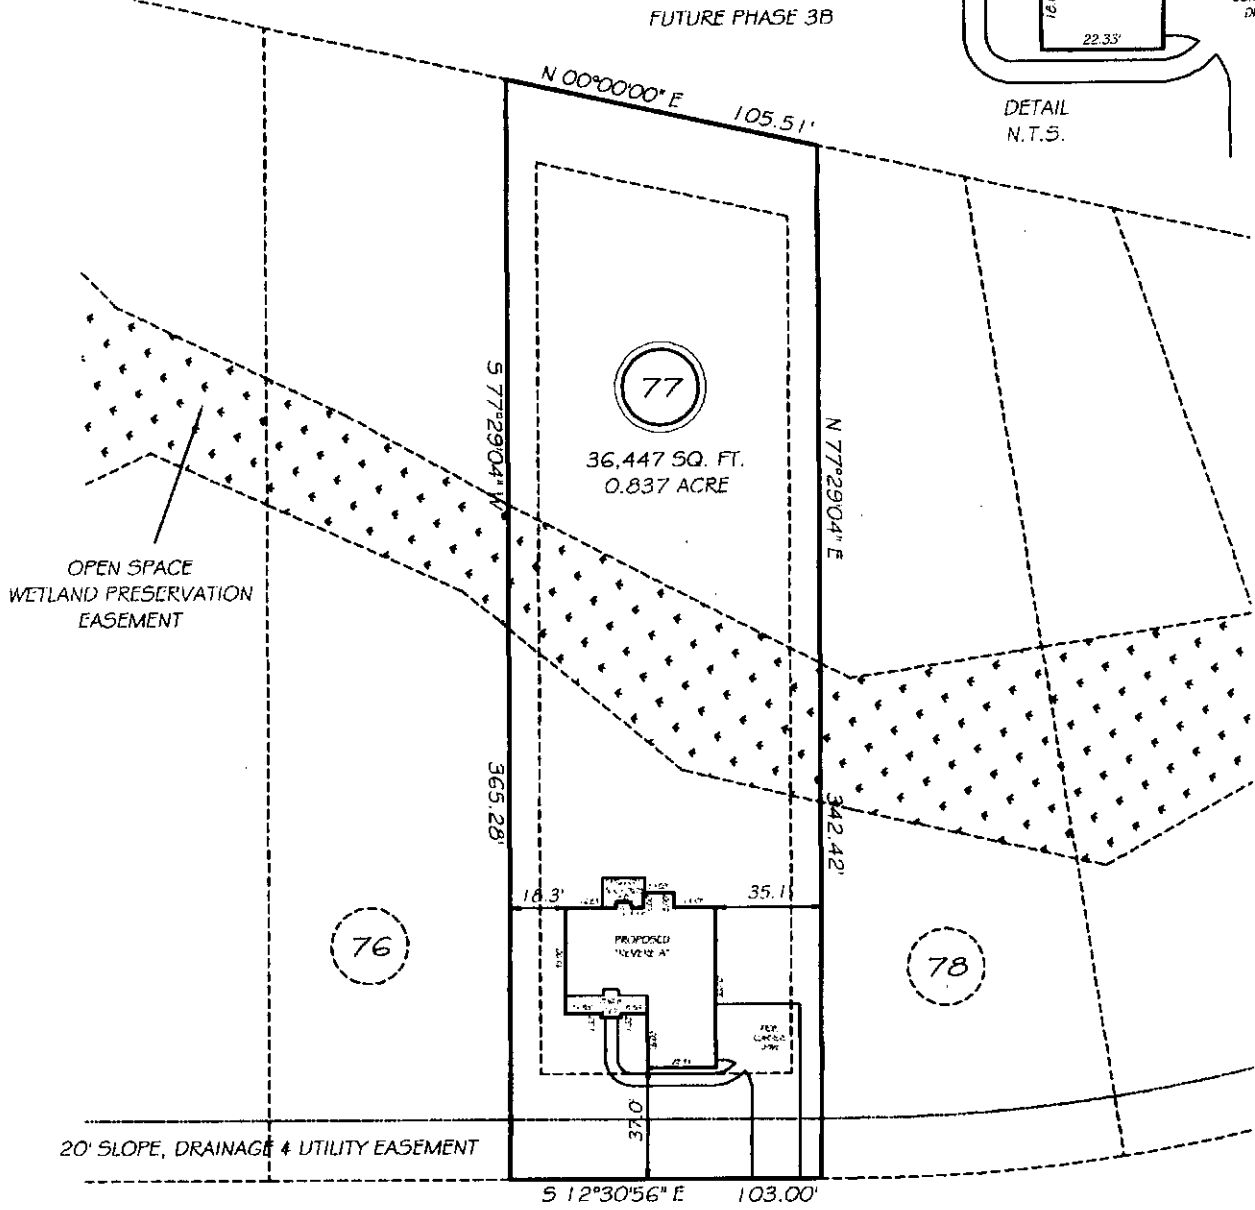 FUTURE PHASE 3B
22.33'
DETAIL
N.T.S.
N 00°00'00" E 105.51'
77
36,447 SQ. FT.
0.837 ACRE
S 77°29'04" W
365.28'
N 77°29'04" E
342.42'
OPEN SPACE
WETLAND PRESERVATION
EASEMENT
18.3'
35.1'
PROPOSED
"REVERE A"
76
78
37.0'
20' SLOPE, DRAINAGE & UTILITY EASEMENT
S 12°30'56" E 103.00'